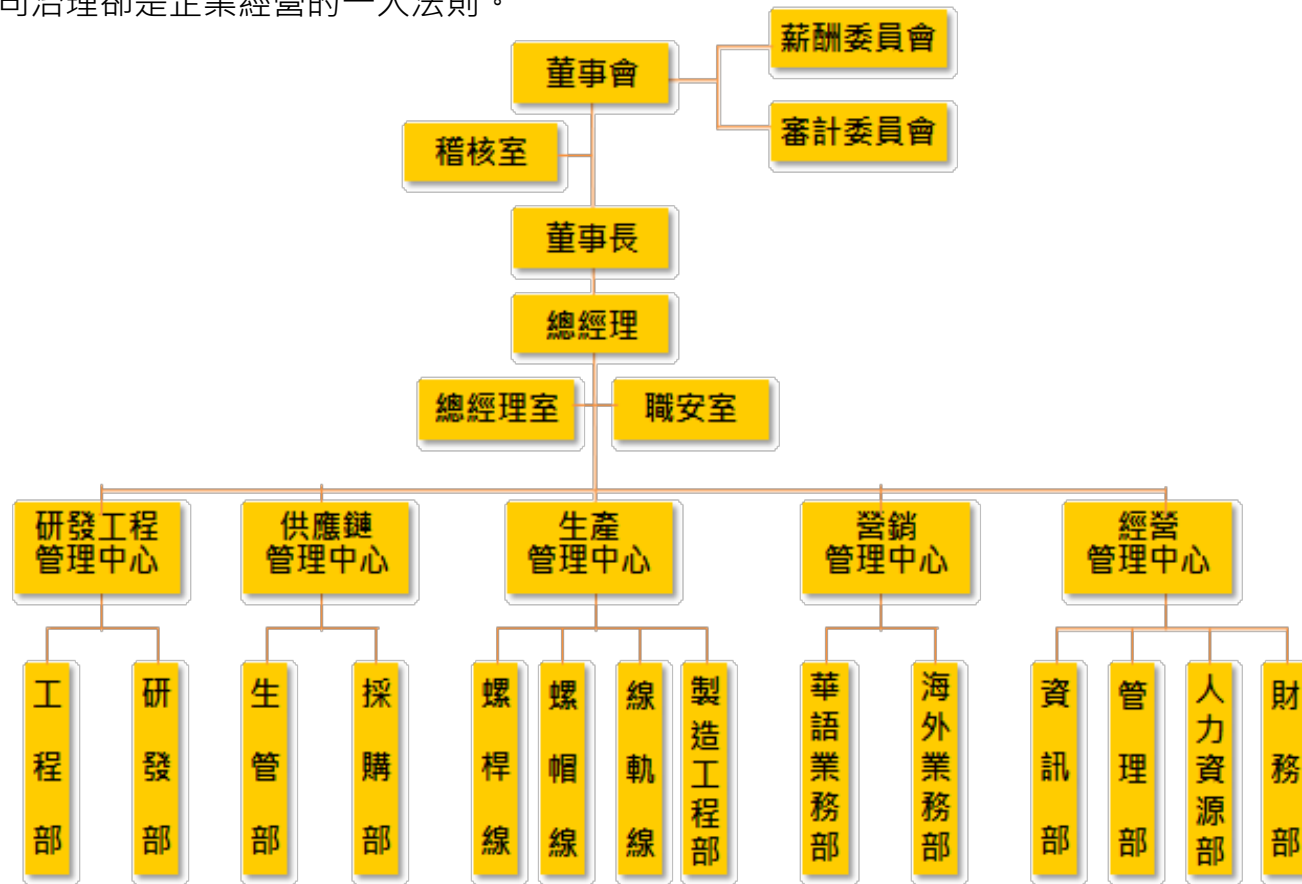 司治理卻是企業經營的一大法則。
薪酬委員會
董事會
審計委員會
稽核室
董事長
總經理
總經理室
職安室
研發工程
管理中心
供應鏈
管理中心
生產
管理中心
營銷
管理中心
經營
管理中心
工程部
研發部
生管部
採購部
螺桿線
螺帽線
線軌線
製造工程部
華語業務部
海外業務部
資訊部
管理部
人力資源部
財務部